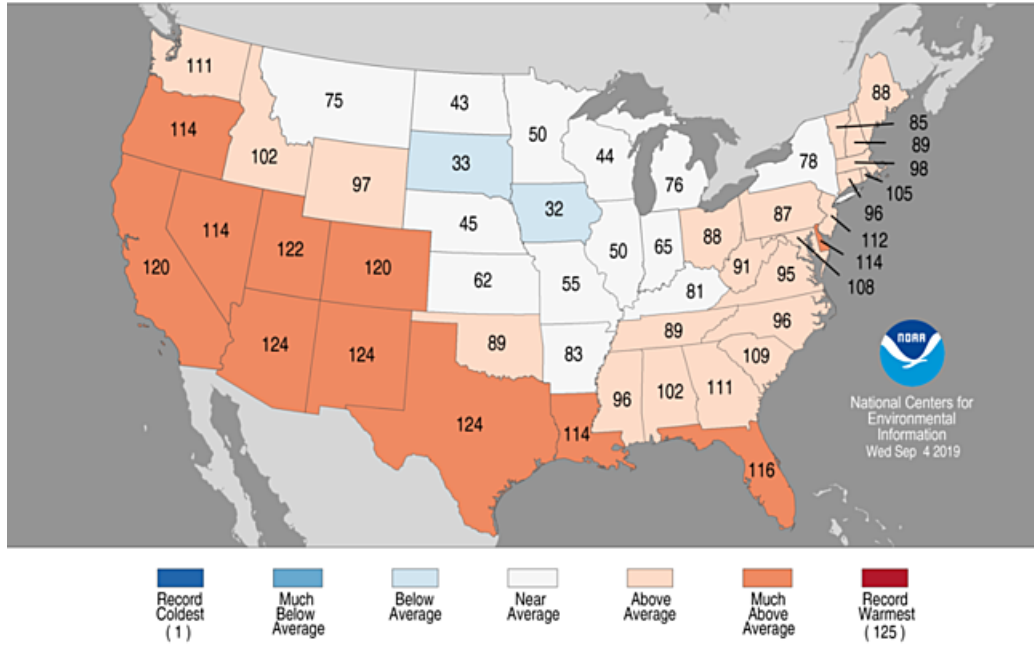 111
75
43
50
88
114
102
97
33
44
76
78
85
89
98
105
96
112
114
108
114
122
120
120
45
32
50
65
88
87
62
55
91
95
81
96
124
124
89
83
89
109
124
114
96
102
111
116
NOAA
National Centers for
Environmental
Information
Wed Sep 4 2019
Record
Coldest
( 1 )
Much
Below
Average
Below
Average
Near
Average
Above
Average
Much
Above
Average
Record
Warmest
( 125 )